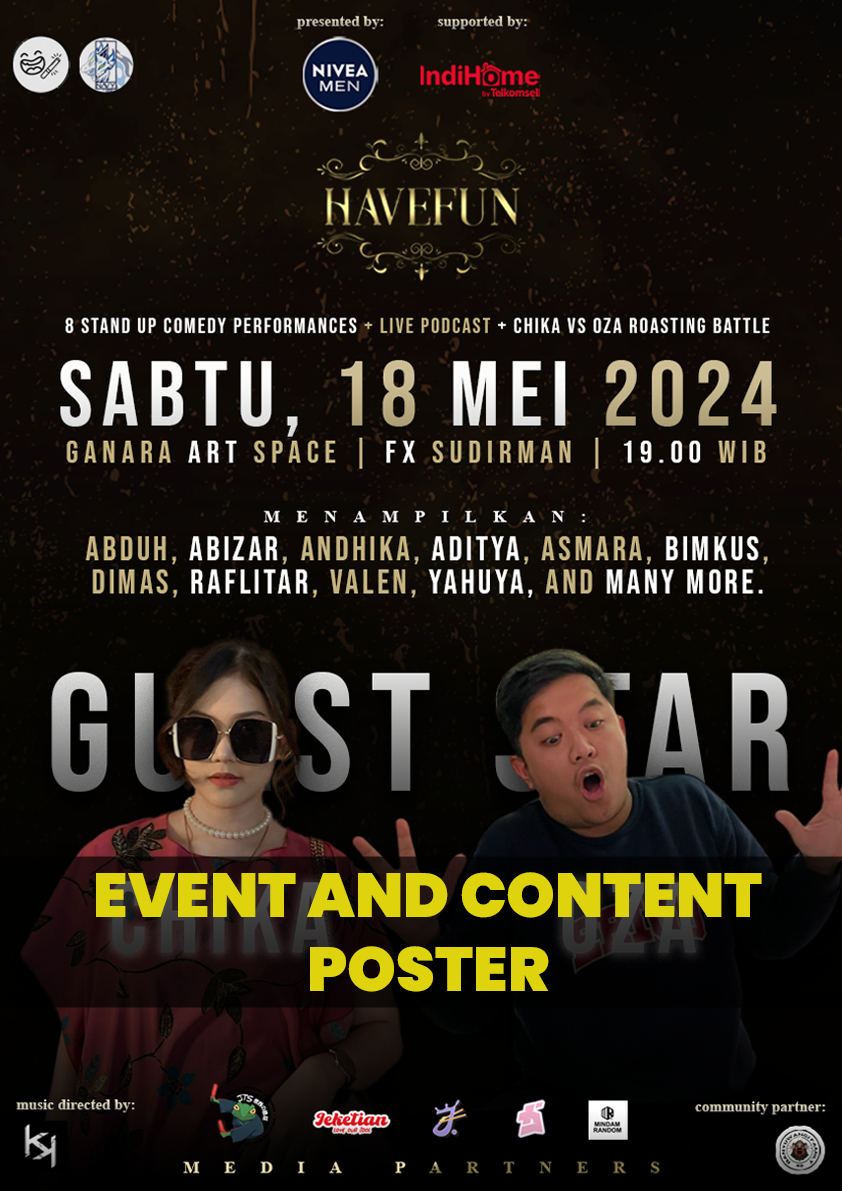 presented by:
supported by:
NIVEA
MEN
IndiHome
by Telkomsel
HAVEFUN
8 STAND UP COMEDY PERFORMANCES + LIVE PODCAST + CHIKA VS OZA ROASTING BATTLE
SABTU, 18 MEI 2024
GANARA ART SPACE | FX SUDIRMAN | 19.00 WIB
MENAMPILKAN:
ABDUH, ABIZAR, ANDHIKA, ADITYA, ASMARA, BIMKUS,
DIMAS, RAFLITAR, VALEN, YAHUYA, AND MANY MORE.
GUEST STAR
CHIKA
OZA
EVENT AND CONTENT
POSTER
music directed by:
community partner:
Jeketian
LOVE OUR IDOL
MINDAM
RANDOM
MEDIA PARTNERS